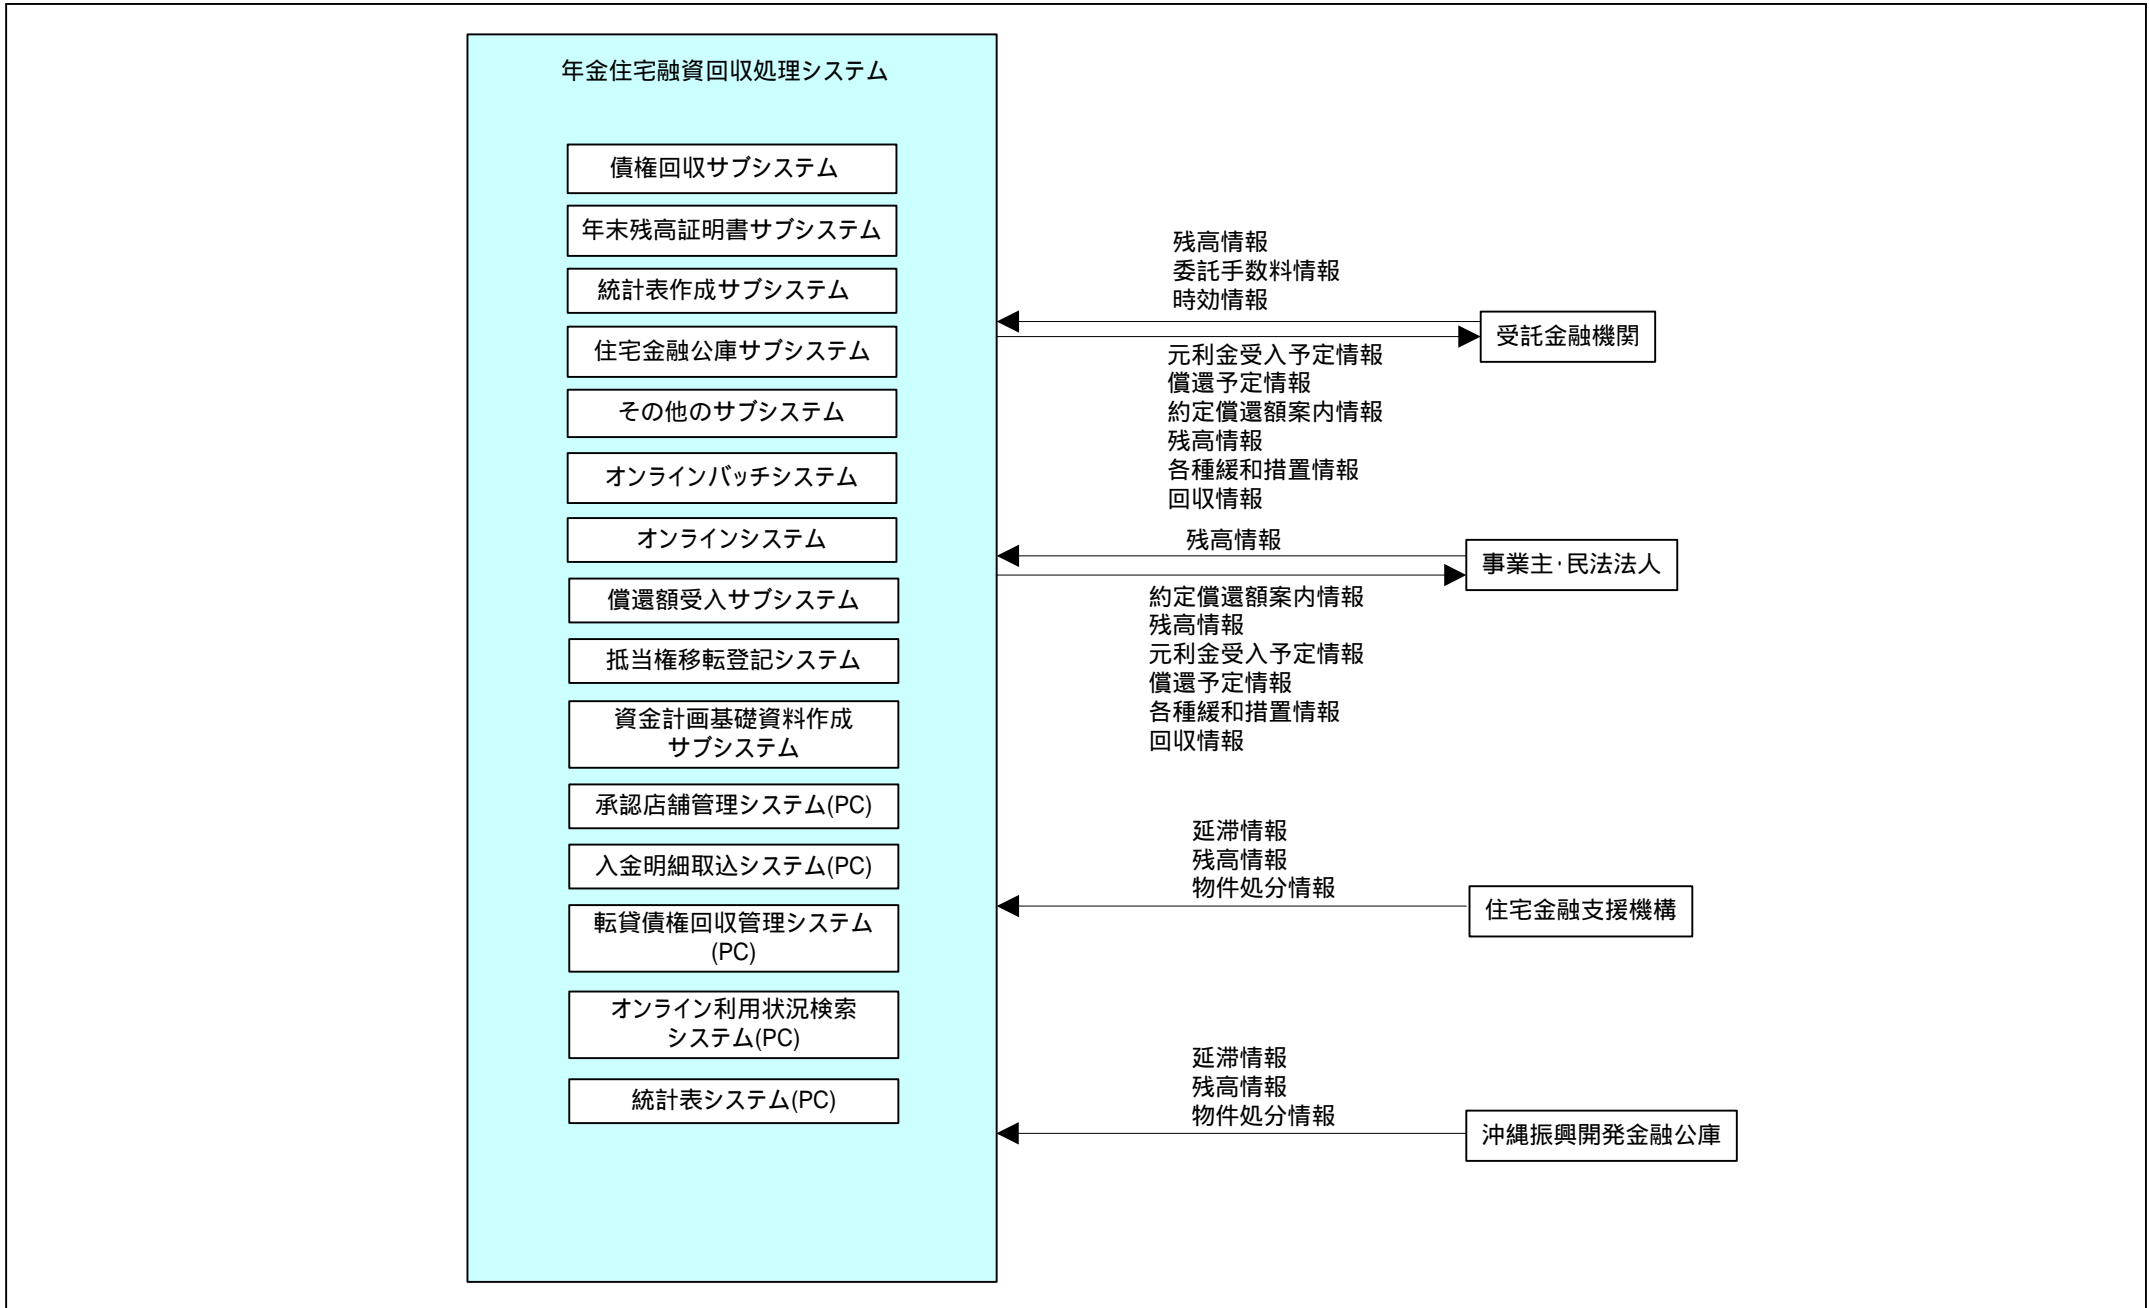 年金住宅融資回収処理システム
債権回収サブシステム
年末残高証明書サブシステム
統計表作成サブシステム
住宅金融公庫サブシステム
その他のサブシステム
オンラインバッチシステム
オンラインシステム
償還額受入サブシステム
抵当権移転登記システム
資金計画基礎資料作成
サブシステム
承認店舗管理システム(PC)
入金明細取込システム(PC)
転貸債権回収管理システム
(PC)
オンライン利用状況検索
システム(PC)
統計表システム(PC)
残高情報
委託手数料情報
時効情報
受託金融機関
元利金受入予定情報
償還予定情報
約定償還額案内情報
残高情報
各種緩和措置情報
回収情報
残高情報
事業主・民法法人
約定償還額案内情報
残高情報
元利金受入予定情報
償還予定情報
各種緩和措置情報
回収情報
延滞情報
残高情報
物件処分情報
住宅金融支援機構
延滞情報
残高情報
物件処分情報
沖縄振興開発金融公庫